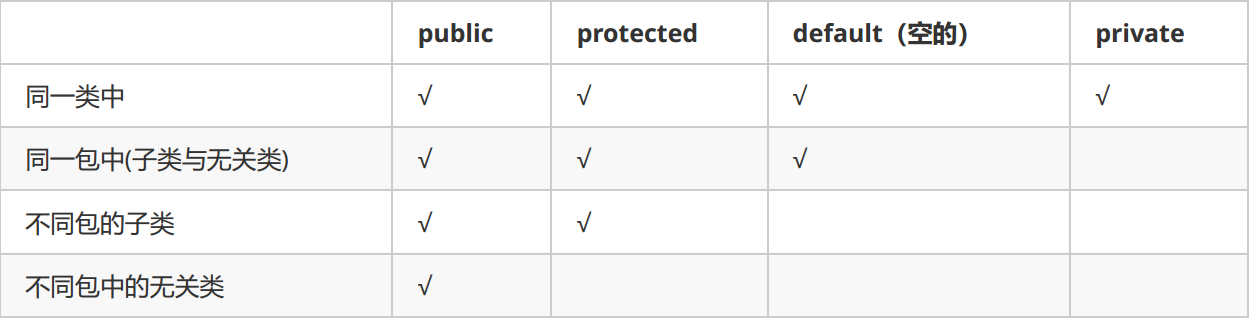 public protected default（空的） private
同一类中 √ √ √ √
同一包中(子类与无关类) √ √ √
不同包的子类 √ √
不同包中的无关类 √